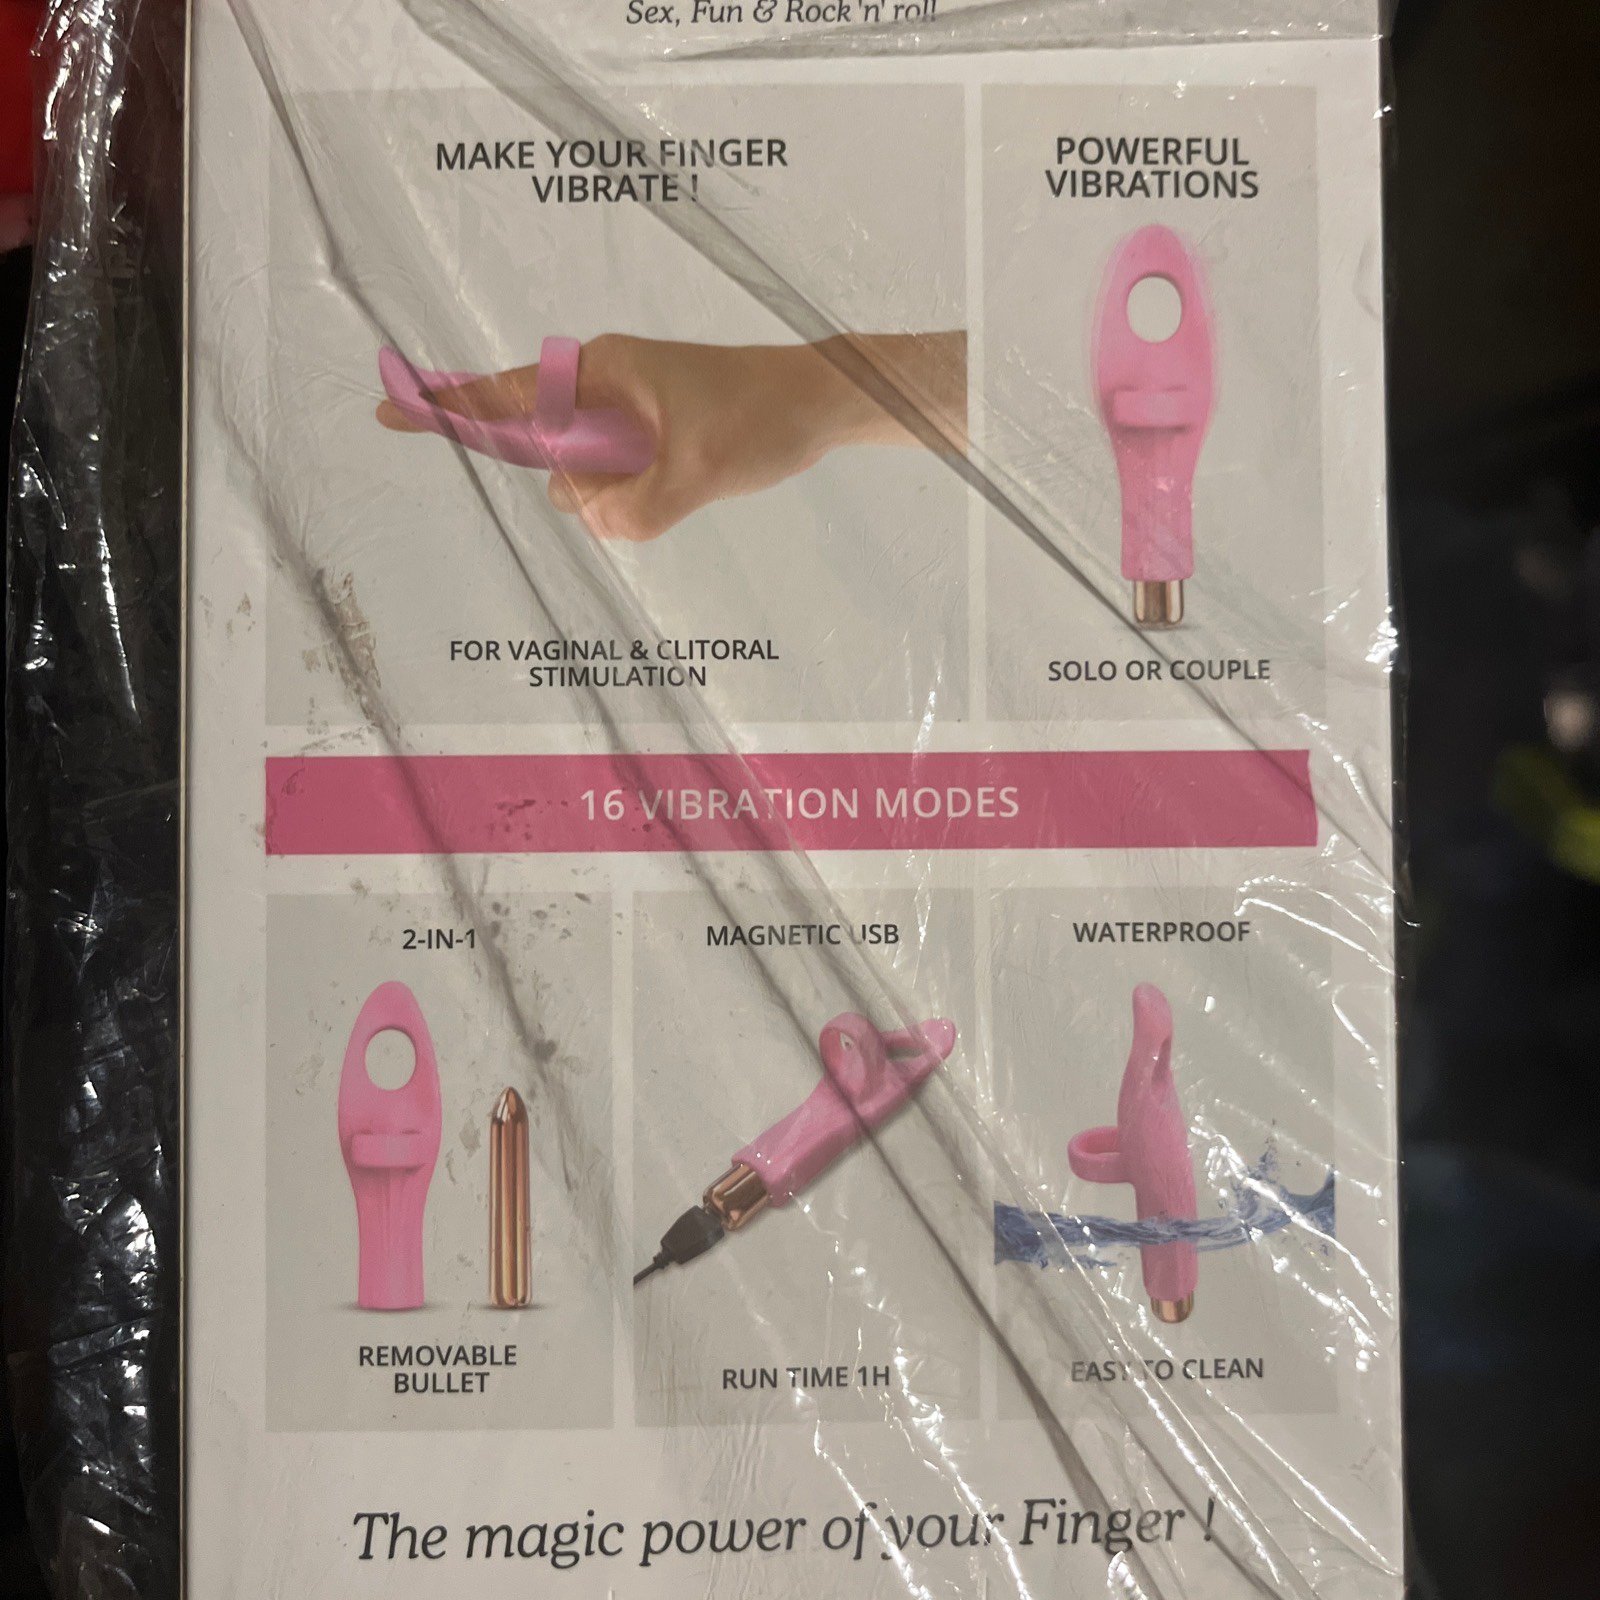 Sex, Fun & Rock 'n' roll
MAKE YOUR FINGER
VIBRATE !
POWERFUL
VIBRATIONS
FOR VAGINAL & CLITORAL
STIMULATION
SOLO OR COUPLE
16 VIBRATION MODES
2-IN-1
MAGNETIC USB
WATERPROOF
REMOVABLE
BULLET
RUN TIME 1H
EASY TO CLEAN
The magic power of your Finger !